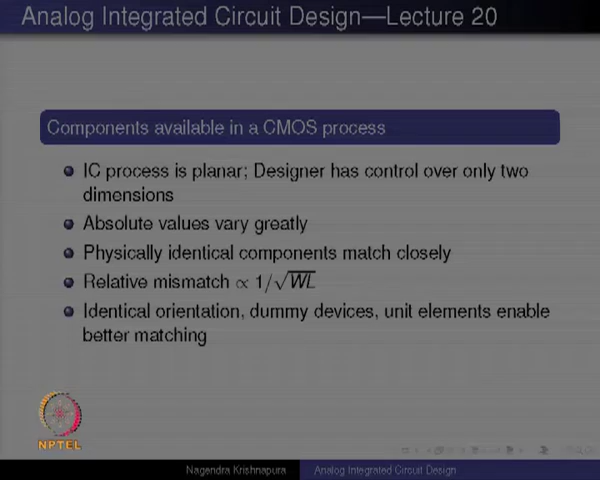 Analog Integrated Circuit Design—Lecture 20
Components available in a CMOS process
IC process is planar; Designer has control over only two
dimensions
Absolute values vary greatly
Physically identical components match closely
Relative mismatch ∝ 1/√WL
Identical orientation, dummy devices, unit elements enable
better matching
NPTEL
Nagendra Krishnapura Analog Integrated Circuit Design